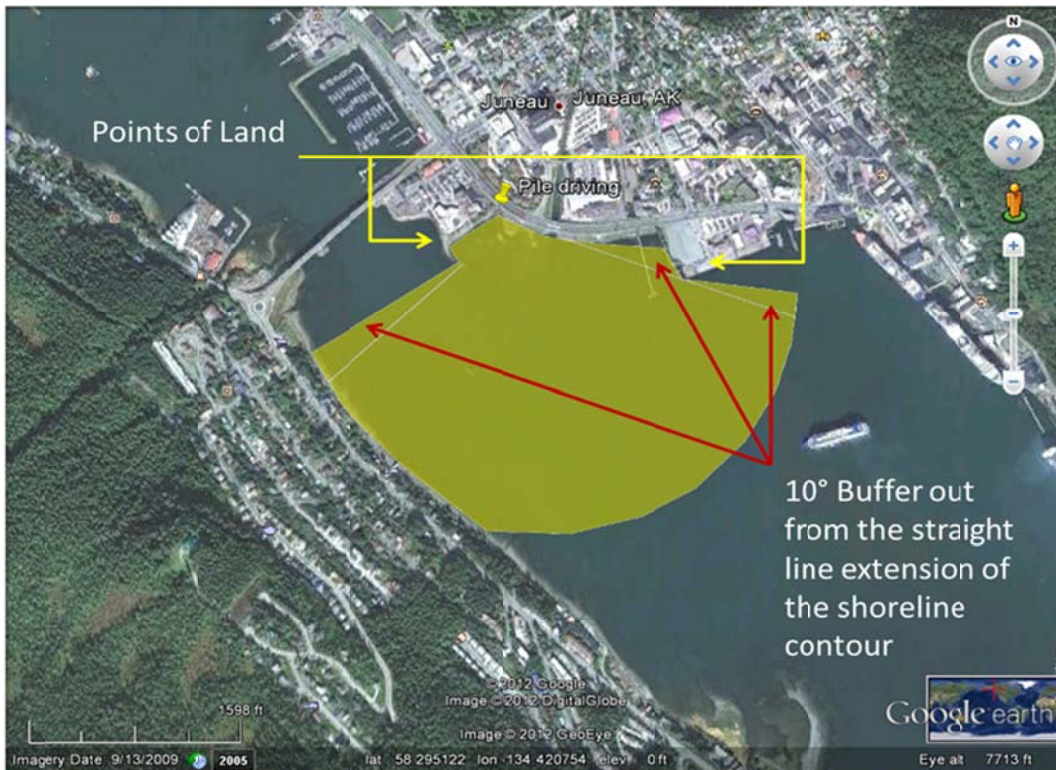 N
Juneau
Juneau, AK
Points of Land
Pile driving
10° Buffer out
from the straight
line extension of
the shoreline
contour
© 2012 Google
Image © 2012 DigitalGlobe
Image © 2012 GeoEye
1598 ft
Google earth
Imagery Date 9/13/2009 2005 lat 58 295122 lon -134 420754 elev 0 ft Eye alt 7713 ft